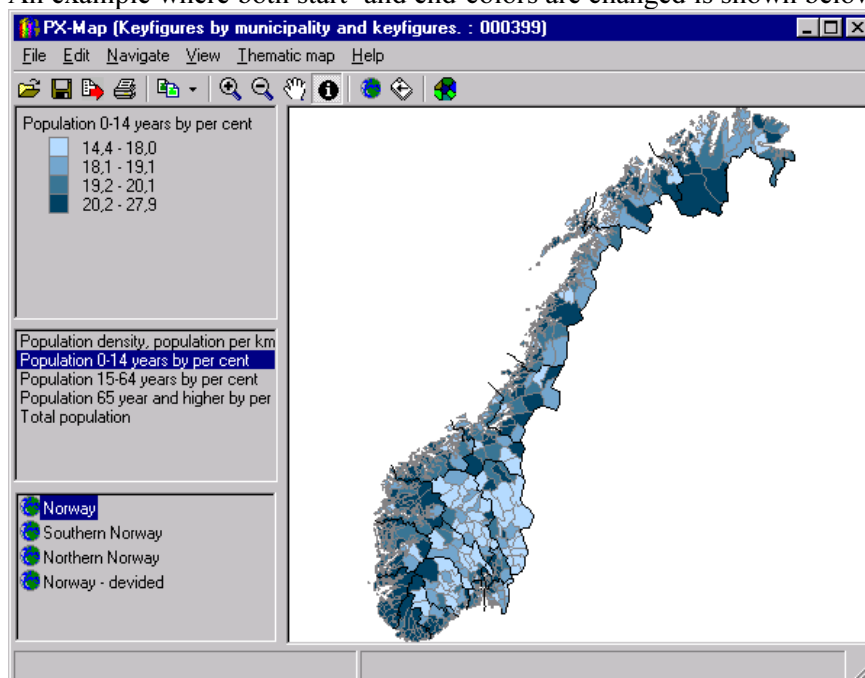 An example where both start- and end-colors are changed is shown below
PX-Map (Keyfigures by municipality and keyfigures. : 000399)
File Edit Navigate View Thematic map Help
Population 0-14 years by per cent
14,4 - 18,0
18,1 - 19,1
19,2 - 20,1
20,2 - 27,9
Population density, population per km
Population 0-14 years by per cent
Population 15-64 years by per cent
Population 65 year and higher by per
Total population
Norway
Southern Norway
Northern Norway
Norway - devided